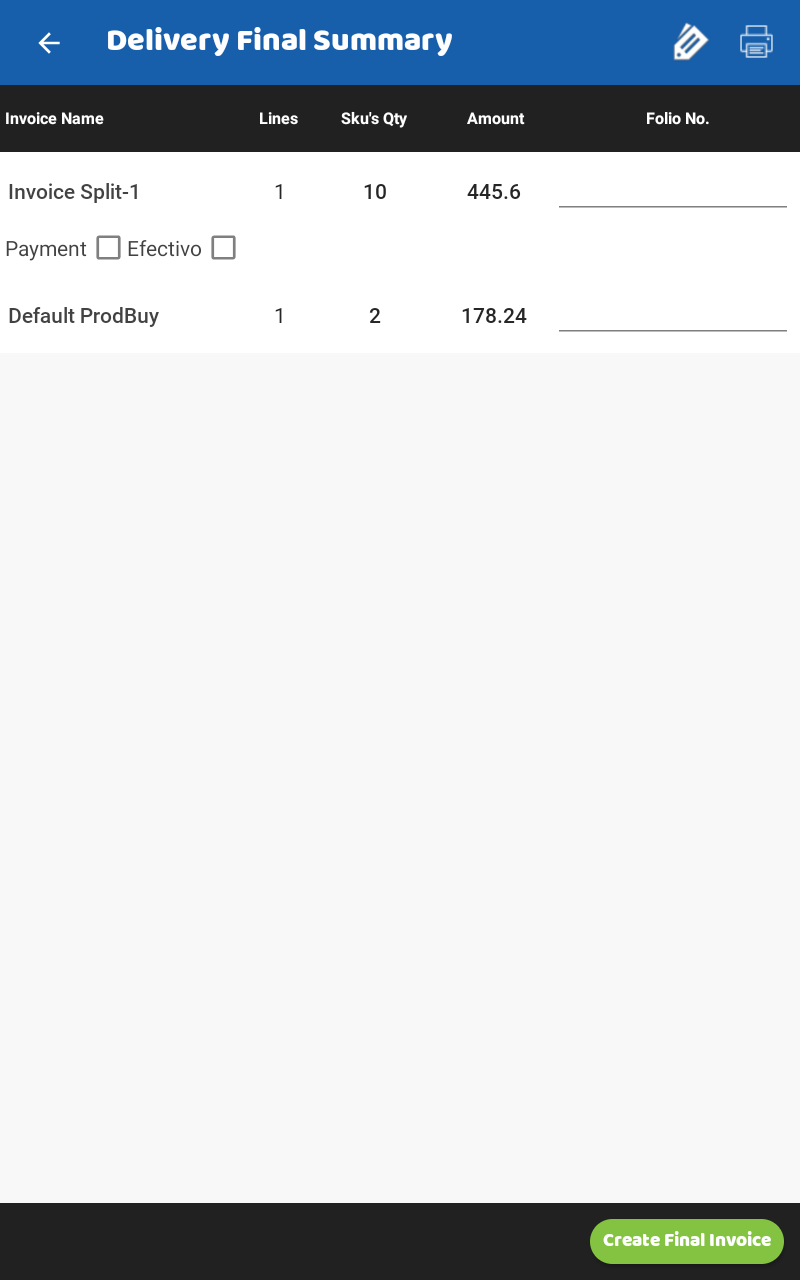 Delivery Final Summary
Invoice Name Lines Sku's Qty Amount Folio No.
Invoice Split-1 1 10 445.6
Payment Efectivo
Default ProdBuy 1 2 178.24
Create Final Invoice